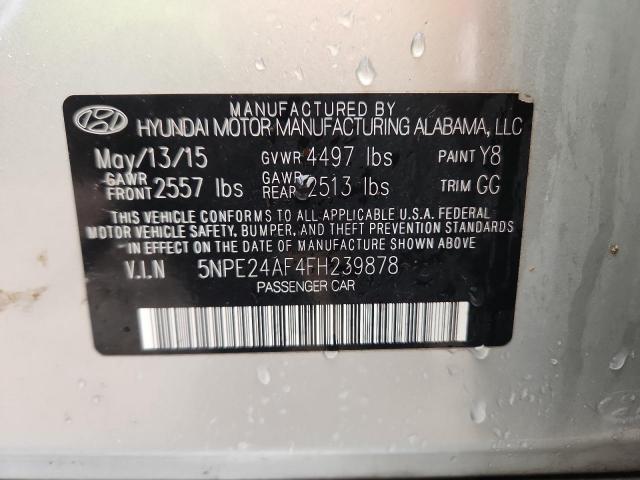 MANUFACTURED BY
HYUNDAI MOTOR MANUFACTURING ALABAMA, LLC
May/13/15 GVWR 4497 lbs PAINT Y8
GAWR FRONT 2557 lbs GAWR REAR 2513 lbs TRIM GG
THIS VEHICLE CONFORMS TO ALL APPLICABLE U.S.A. FEDERAL
MOTOR VEHICLE SAFETY, BUMPER, AND THEFT PREVENTION STANDARDS
IN EFFECT ON THE DATE OF MANUFACTURE SHOWN ABOVE.
V.I.N 5NPE24AF4FH239878
PASSENGER CAR